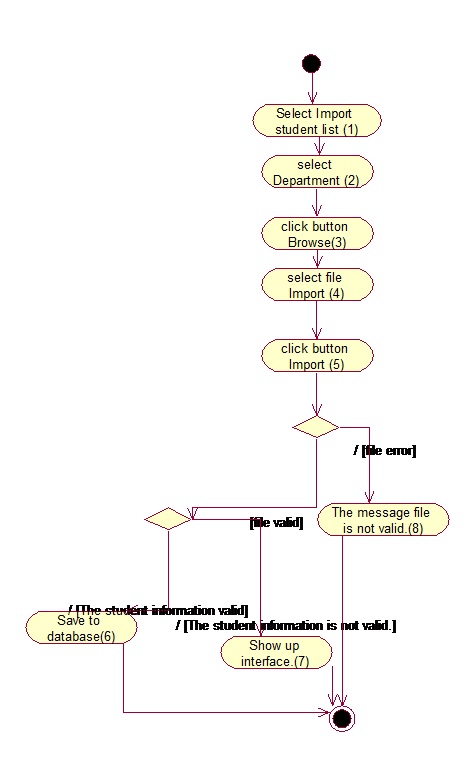 Select Import
student list (1)
select
Department (2)
click button
Browse(3)
select file
Import (4)
click button
Import (5)
/ [file error]
The message file
is not valid.(8)
[file valid]
/ [The student information valid]
Save to
database(6)
/ [The student information is not valid.]
Show up
interface.(7)